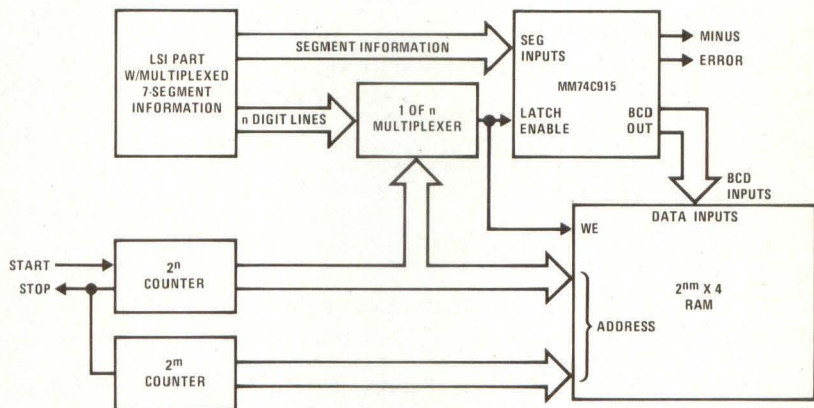 LSI PART
W/MULTIPLEXED
7-SEGMENT
INFORMATION
SEGMENT INFORMATION
n DIGIT LINES
1 OF n
MULTIPLEXER
SEG
INPUTS
MM74C915
LATCH
ENABLE
BCD
OUT
MINUS
ERROR
BCD
INPUTS
DATA INPUTS
WE
2ⁿᵐ X 4
RAM
ADDRESS
START
STOP
2ⁿ
COUNTER
2ᵐ
COUNTER